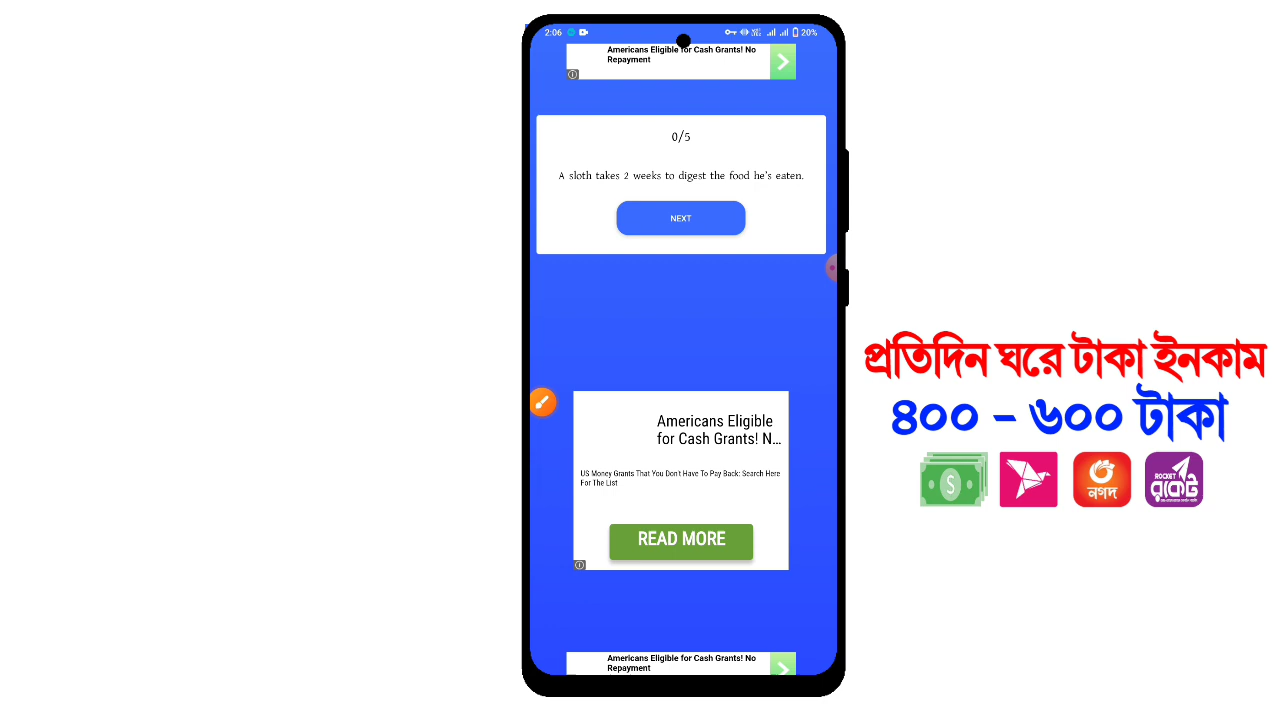 2:06
20%
Americans Eligible for Cash Grants! No
Repayment
0/5
A sloth takes 2 weeks to digest the food he's eaten.
NEXT
Americans Eligible
for Cash Grants! N...
US Money Grants That You Don't Have To Pay Back: Search Here
For The List
READ MORE
Americans Eligible for Cash Grants! No
Repayment
প্রতিদিন ঘরে টাকা ইনকাম
৪০০ - ৬০০ টাকা
নগদ
ROCKET
রকেট